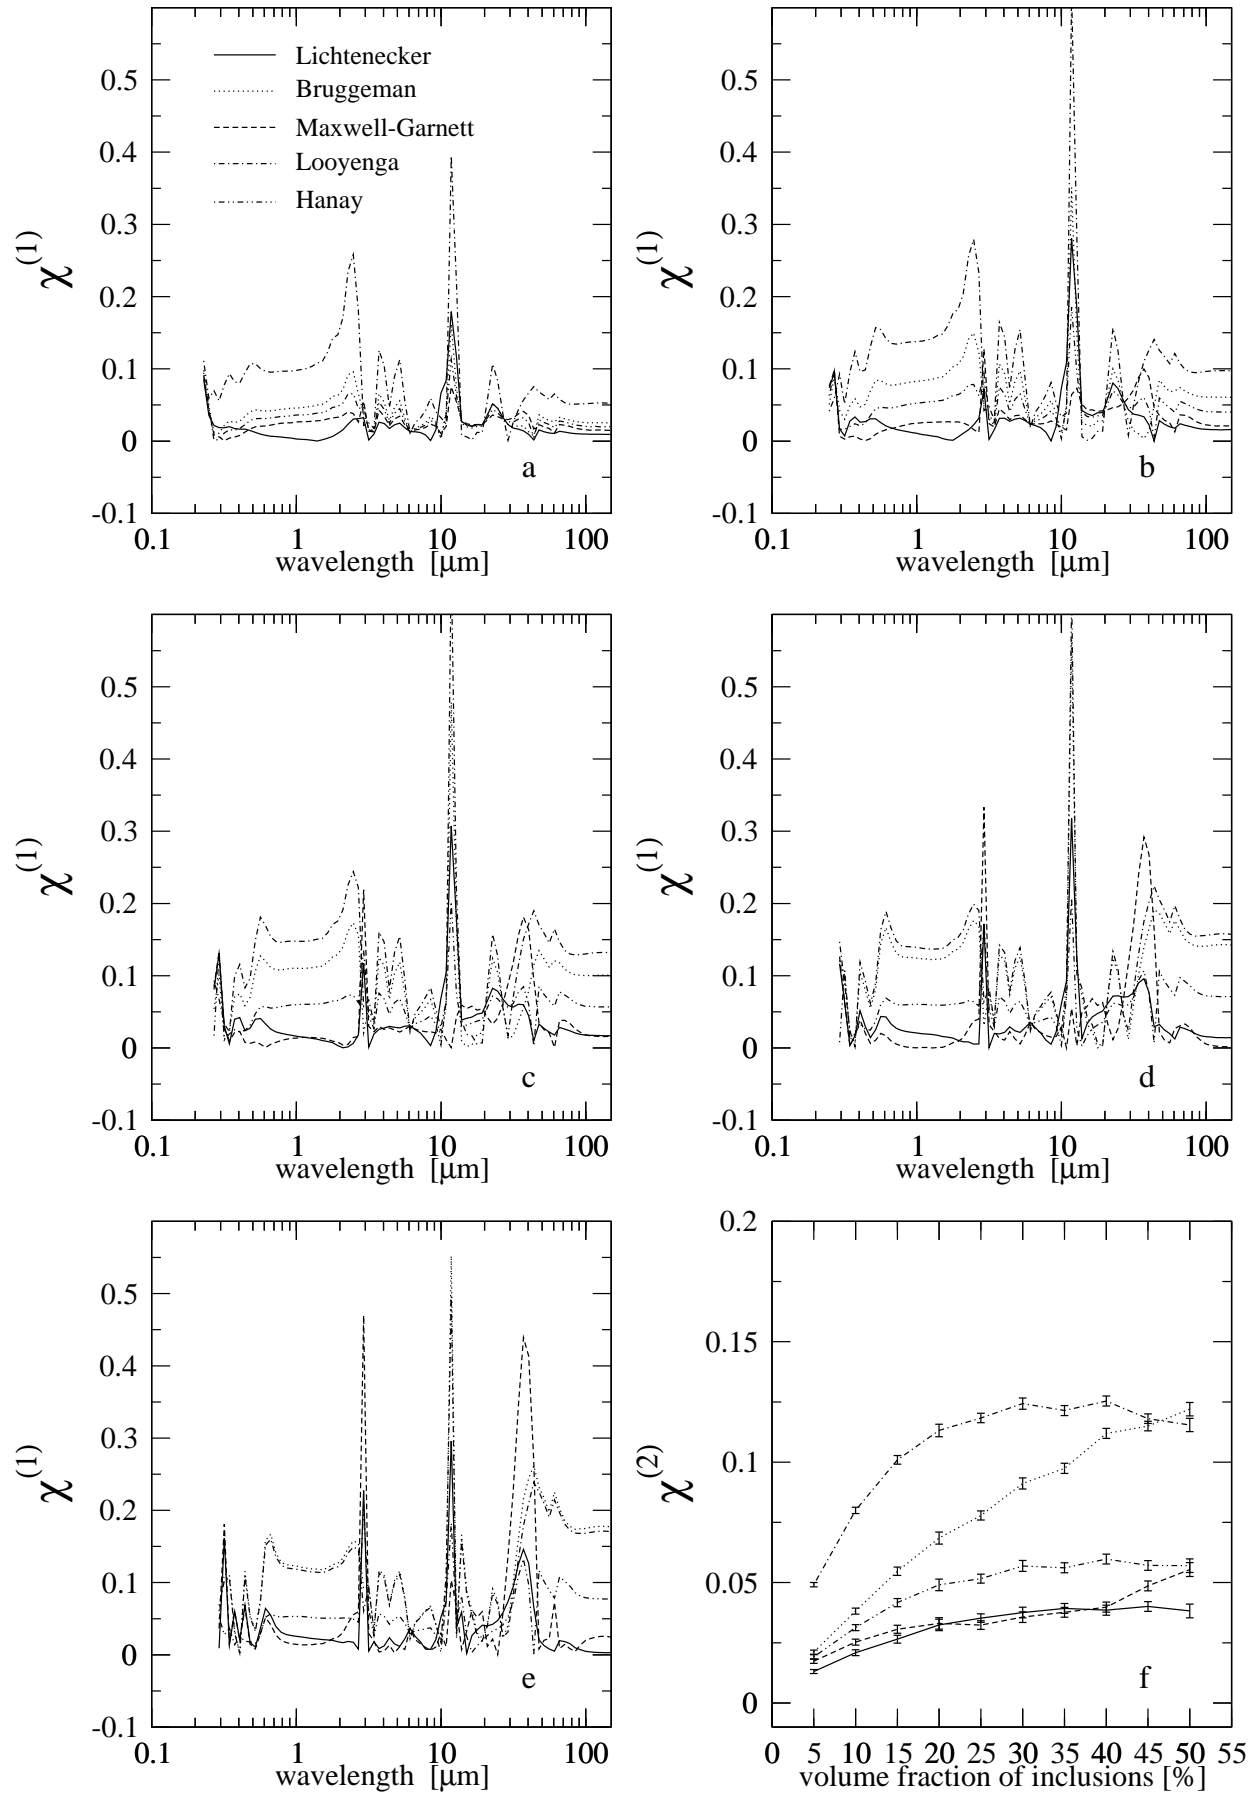 0.5
0.4
0.3
0.2
0.1
0
-0.1
χ(1)
Lichtenecker
Bruggeman
Maxwell-Garnett
Looyenga
Hanay
a
0.1 1 10 100
wavelength [μm]
0.5
0.4
0.3
0.2
0.1
0
-0.1
χ(1)
b
0.1 1 10 100
wavelength [μm]
0.5
0.4
0.3
0.2
0.1
0
-0.1
χ(1)
c
0.1 1 10 100
wavelength [μm]
0.5
0.4
0.3
0.2
0.1
0
-0.1
χ(1)
d
0.1 1 10 100
wavelength [μm]
0.5
0.4
0.3
0.2
0.1
0
-0.1
χ(1)
e
0.1 1 10 100
wavelength [μm]
0.2
0.15
0.1
0.05
0
χ(2)
f
0 5 10 15 20 25 30 35 40 45 50 55
volume fraction of inclusions [%]